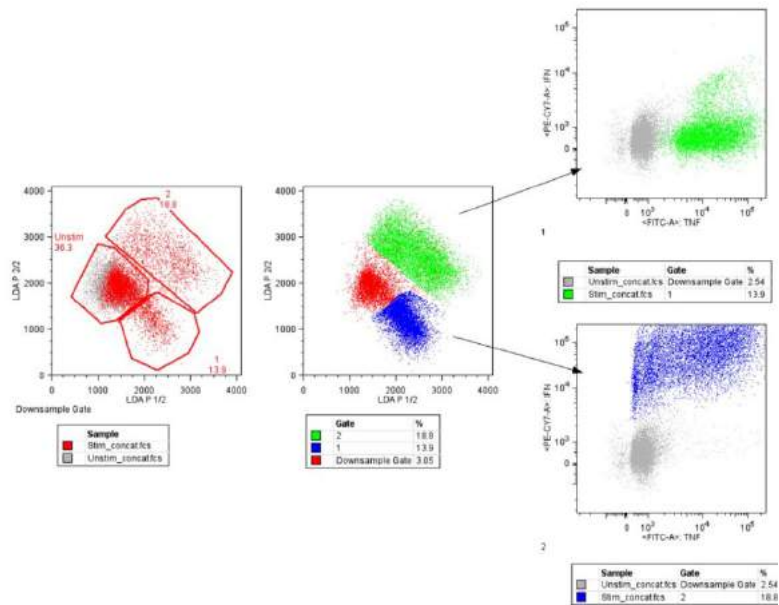 4000
3000
2000
1000
0
LDA P 2/2
Unstim
36.3
2
18.8
1
13.9
0 1000 2000 3000 4000
LDA P 1/2
Downsample Gate
Sample
Stim_concat.fcs
Unstim_concat.fcs
4000
3000
2000
1000
0
LDA P 2/2
0 1000 2000 3000 4000
LDA P 1/2
Gate %
2 18.8
1 13.9
Downsample Gate 3.05
10⁵
10⁴
10³
0
<PE-CY7-A>: IFN
0 10³ 10⁴ 10⁵
<FITC-A>: TNF
1
Sample Gate %
Unstim_concat.fcs Downsample Gate 2.54
Stim_concat.fcs 1 13.9
10⁵
10⁴
10³
0
<PE-CY7-A>: IFN
0 10³ 10⁴ 10⁵
<FITC-A>: TNF
2
Sample Gate %
Unstim_concat.fcs Downsample Gate 2.54
Stim_concat.fcs 2 18.8